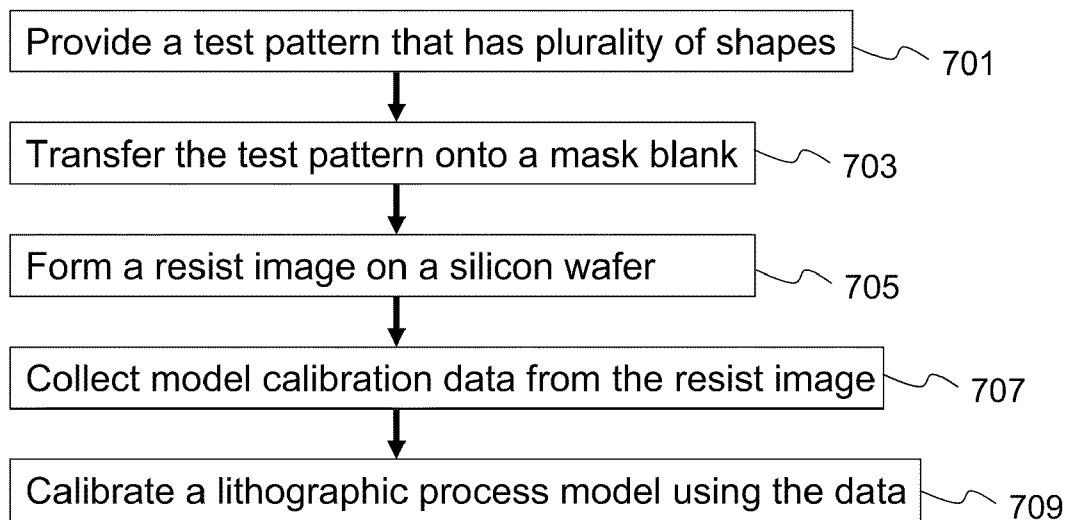 Provide a test pattern that has plurality of shapes
701
Transfer the test pattern onto a mask blank
703
Form a resist image on a silicon wafer
705
Collect model calibration data from the resist image
707
Calibrate a lithographic process model using the data
709